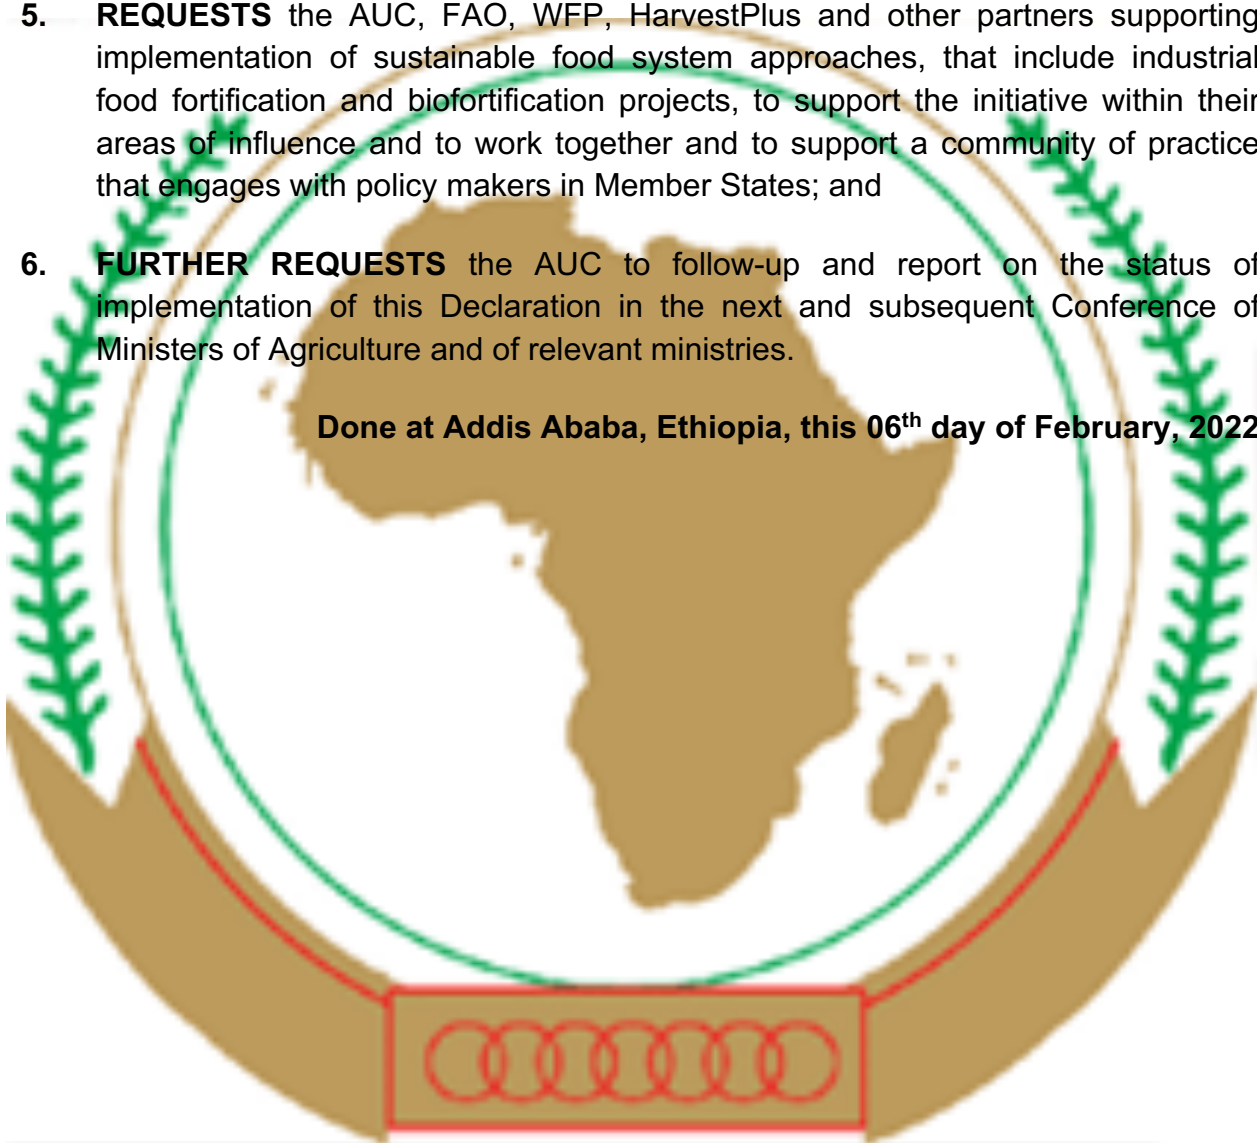 5. REQUESTS the AUC, FAO, WFP, HarvestPlus and other partners supporting
implementation of sustainable food system approaches, that include industrial
food fortification and biofortification projects, to support the initiative within their
areas of influence and to work together and to support a community of practice
that engages with policy makers in Member States; and
6. FURTHER REQUESTS the AUC to follow-up and report on the status of
implementation of this Declaration in the next and subsequent Conference of
Ministers of Agriculture and of relevant ministries.
Done at Addis Ababa, Ethiopia, this 06th day of February, 2022